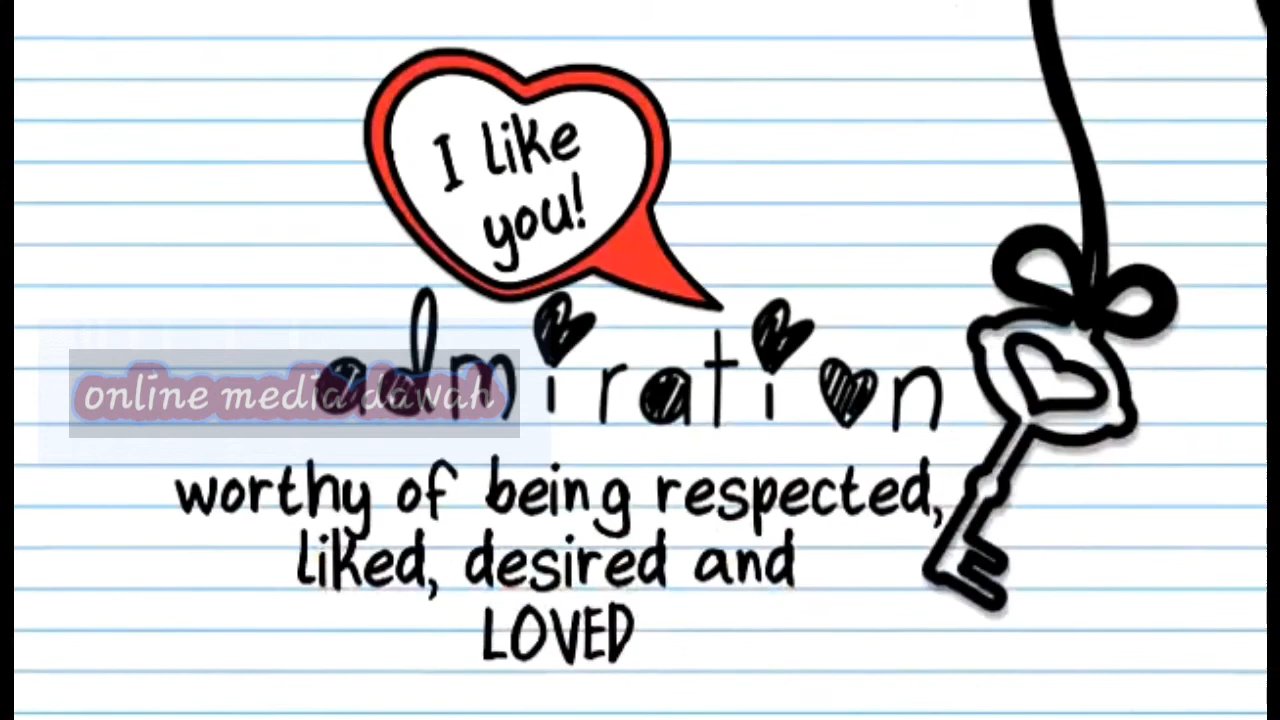 I like
you!
admiration
online media dawah
worthy of being respected,
liked, desired and
LOVED